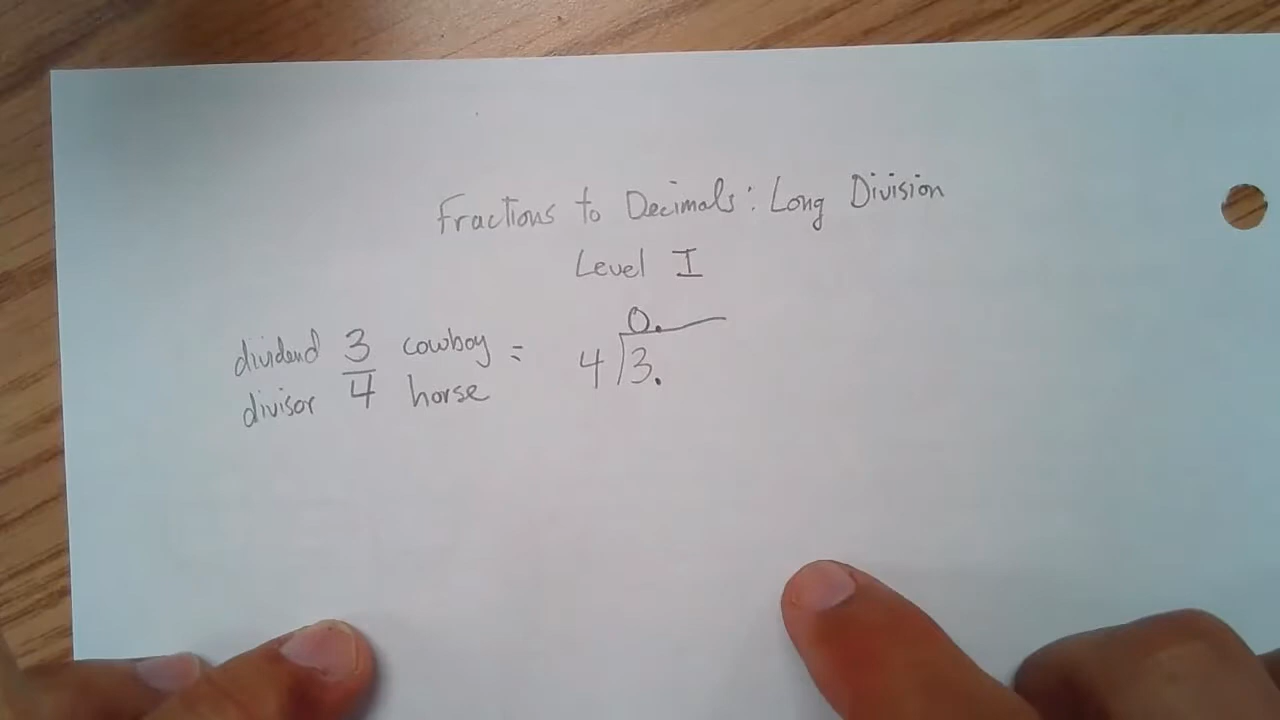 Fractions to Decimals: Long Division
Level I
dividend 3 cowboy =
divisor 4 horse
0.
4 3.